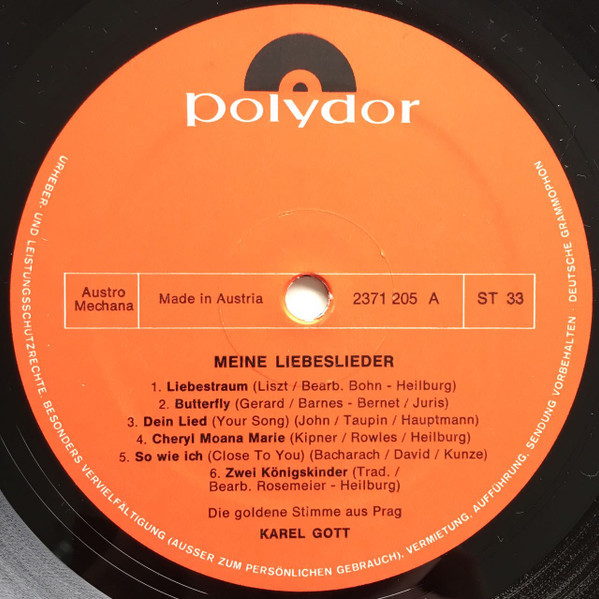 polydor
Austro
Mechana
Made in Austria
2371 205 A
ST 33
MEINE LIEBESLIEDER
1. Liebestraum (Liszt / Bearb. Bohn - Heilburg)
2. Butterfly (Gerard / Barnes - Bernet / Juris)
3. Dein Lied (Your Song) (John / Taupin / Hauptmann)
4. Cheryl Moana Marie (Kipner / Rowles / Heilburg)
5. So wie ich (Close To You) (Bacharach / David / Kunze)
6. Zwei Königskinder (Trad. /
Bearb. Rosemeier - Heilburg)
Die goldene Stimme aus Prag
KAREL GOTT
URHEBER- UND LEISTUNGSSCHUTZRECHTE. BESONDERS VERVIELFÄLTIGUNG (AUSSER ZUM PERSÖNLICHEN GEBRAUCH), VERMIETUNG, AUFFÜHRUNG, SENDUNG VORBEHALTEN · DEUTSCHE GRAMMOPHON